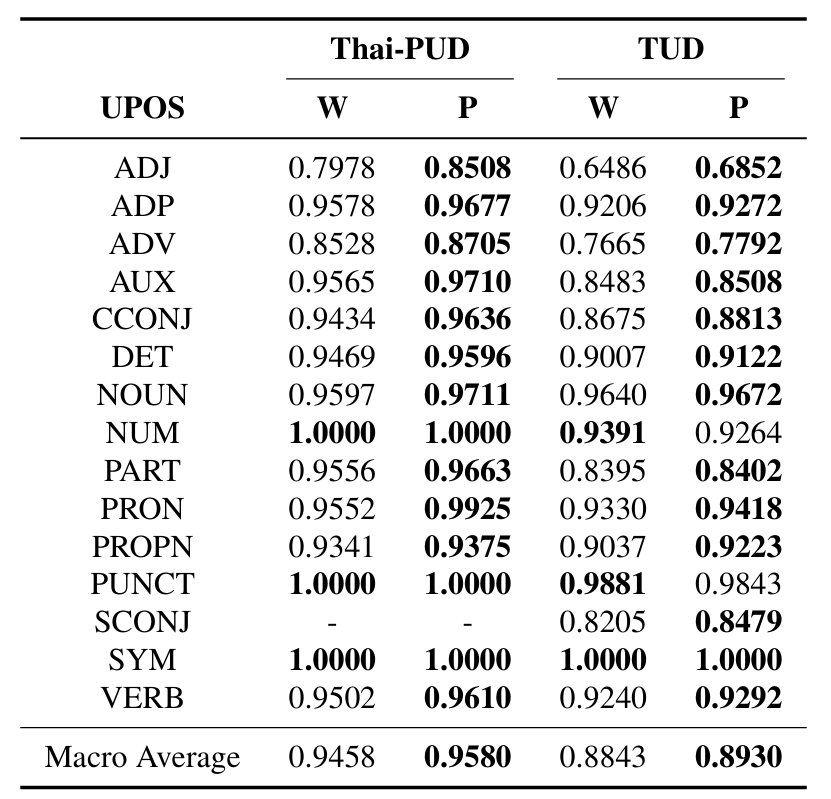 Thai-PUD TUD
UPOS W P W P
ADJ 0.7978 0.8508 0.6486 0.6852
ADP 0.9578 0.9677 0.9206 0.9272
ADV 0.8528 0.8705 0.7665 0.7792
AUX 0.9565 0.9710 0.8483 0.8508
CCONJ 0.9434 0.9636 0.8675 0.8813
DET 0.9469 0.9596 0.9007 0.9122
NOUN 0.9597 0.9711 0.9640 0.9672
NUM 1.0000 1.0000 0.9391 0.9264
PART 0.9556 0.9663 0.8395 0.8402
PRON 0.9552 0.9925 0.9330 0.9418
PROPN 0.9341 0.9375 0.9037 0.9223
PUNCT 1.0000 1.0000 0.9881 0.9843
SCONJ - - 0.8205 0.8479
SYM 1.0000 1.0000 1.0000 1.0000
VERB 0.9502 0.9610 0.9240 0.9292
Macro Average 0.9458 0.9580 0.8843 0.8930